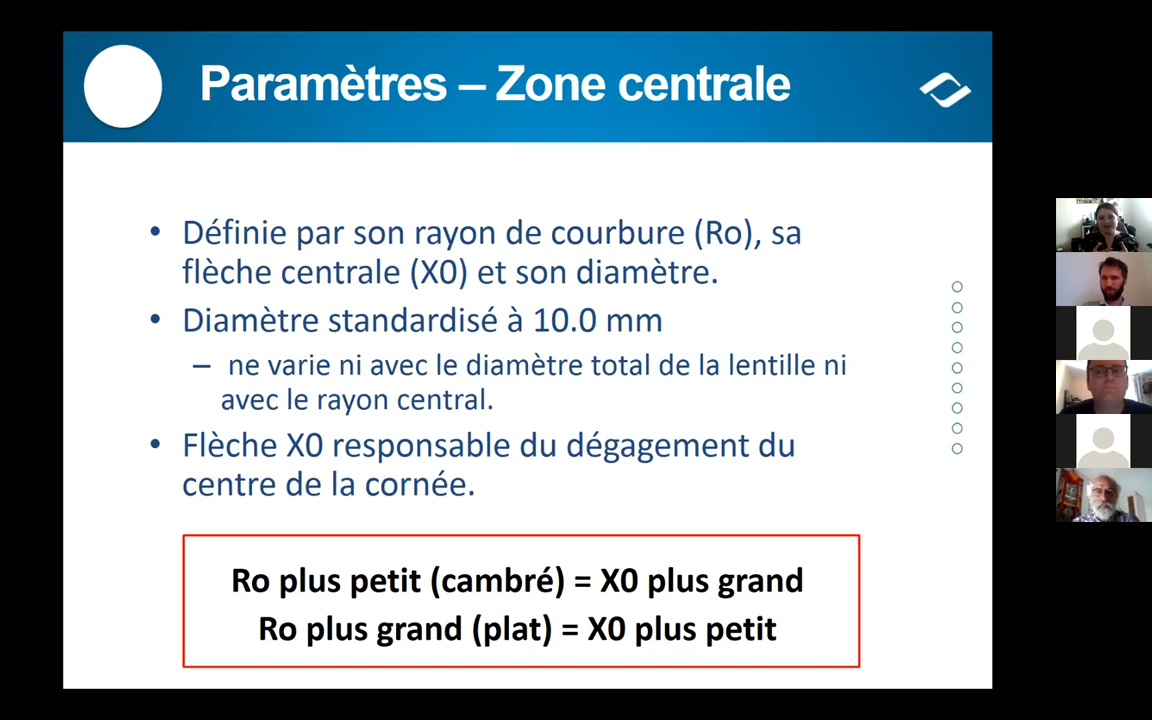 Paramètres – Zone centrale
• Définie par son rayon de courbure (Ro), sa
flèche centrale (X0) et son diamètre.
• Diamètre standardisé à 10.0 mm
– ne varie ni avec le diamètre total de la lentille ni
avec le rayon central.
• Flèche X0 responsable du dégagement du
centre de la cornée.
Ro plus petit (cambré) = X0 plus grand
Ro plus grand (plat) = X0 plus petit